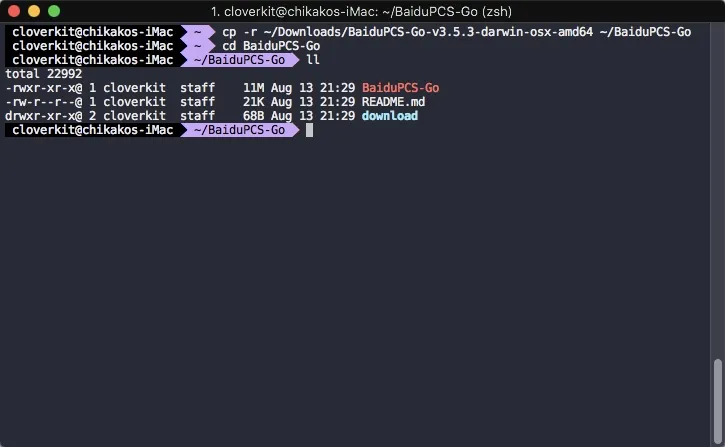 1. cloverkit@chikakos-iMac: ~/BaiduPCS-Go (zsh)
cloverkit@chikakos-iMac ~ cp -r ~/Downloads/BaiduPCS-Go-v3.5.3-darwin-osx-amd64 ~/BaiduPCS-Go
cloverkit@chikakos-iMac ~ cd BaiduPCS-Go
cloverkit@chikakos-iMac ~/BaiduPCS-Go ll
total 22992
-rwxr-xr-x@ 1 cloverkit  staff    11M Aug 13 21:29 BaiduPCS-Go
-rw-r--r--@ 1 cloverkit  staff    21K Aug 13 21:29 README.md
drwxr-xr-x@ 2 cloverkit  staff    68B Aug 13 21:29 download
cloverkit@chikakos-iMac ~/BaiduPCS-Go